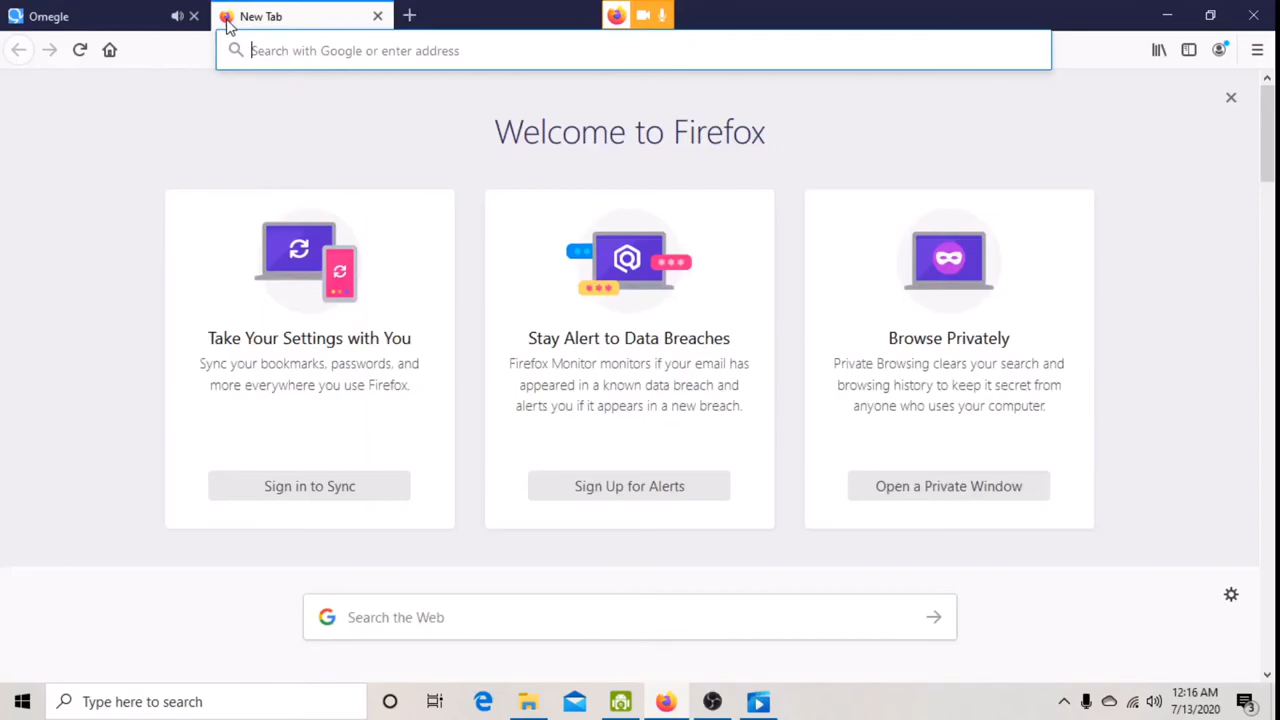 Omegle
New Tab
Search with Google or enter address
Welcome to Firefox
Take Your Settings with You
Sync your bookmarks, passwords, and
more everywhere you use Firefox.
Sign in to Sync
Stay Alert to Data Breaches
Firefox Monitor monitors if your email has
appeared in a known data breach and
alerts you if it appears in a new breach.
Sign Up for Alerts
Browse Privately
Private Browsing clears your search and
browsing history to keep it secret from
anyone who uses your computer.
Open a Private Window
Search the Web
Type here to search
12:16 AM
7/13/2020
3